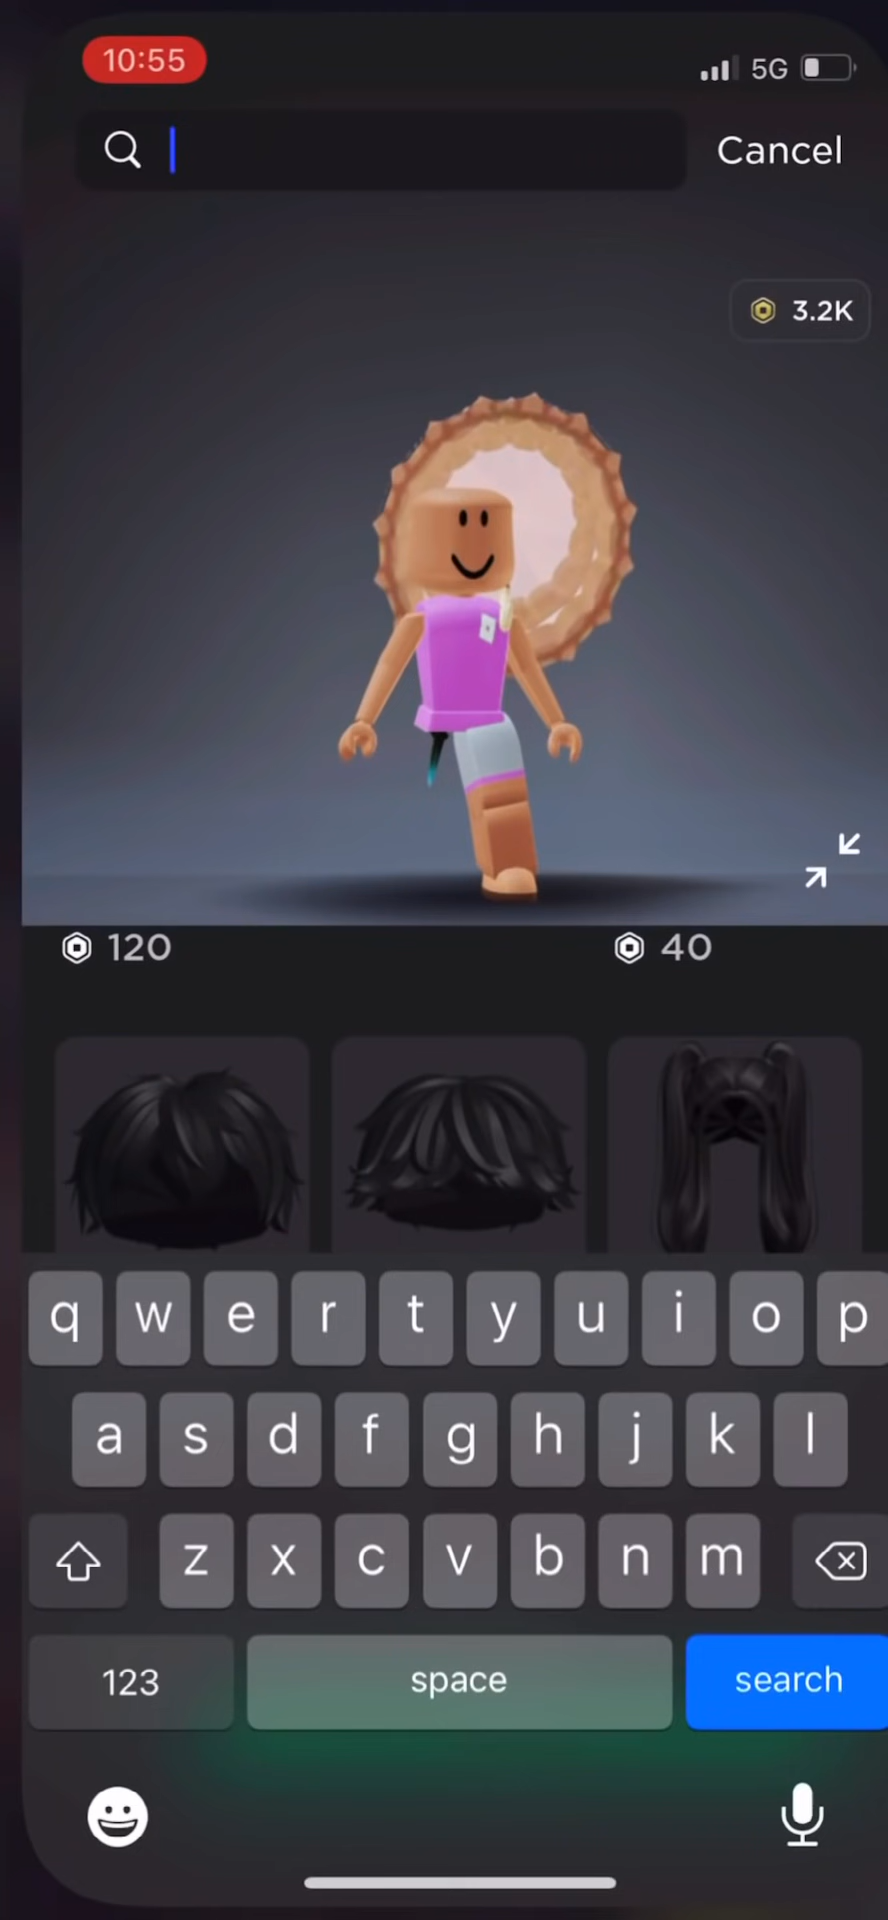 10:55 5G
Cancel
3.2K
120 40
q w e r t y u i o p
a s d f g h j k l
z x c v b n m
123 space search